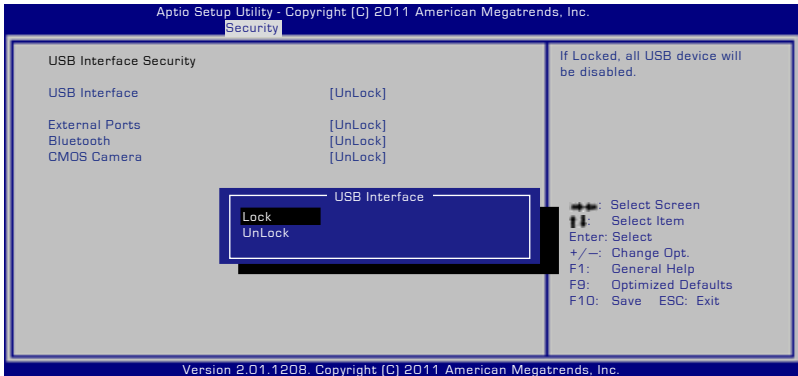 Aptio Setup Utility - Copyright (C) 2011 American Megatrends, Inc.
Security
USB Interface Security
USB Interface [UnLock]
External Ports [UnLock]
Bluetooth [UnLock]
CMOS Camera [UnLock]
USB Interface
Lock
UnLock
If Locked, all USB device will
be disabled.
→←: Select Screen
↑↓: Select Item
Enter: Select
+/—: Change Opt.
F1: General Help
F9: Optimized Defaults
F10: Save ESC: Exit
Version 2.01.1208. Copyright (C) 2011 American Megatrends, Inc.